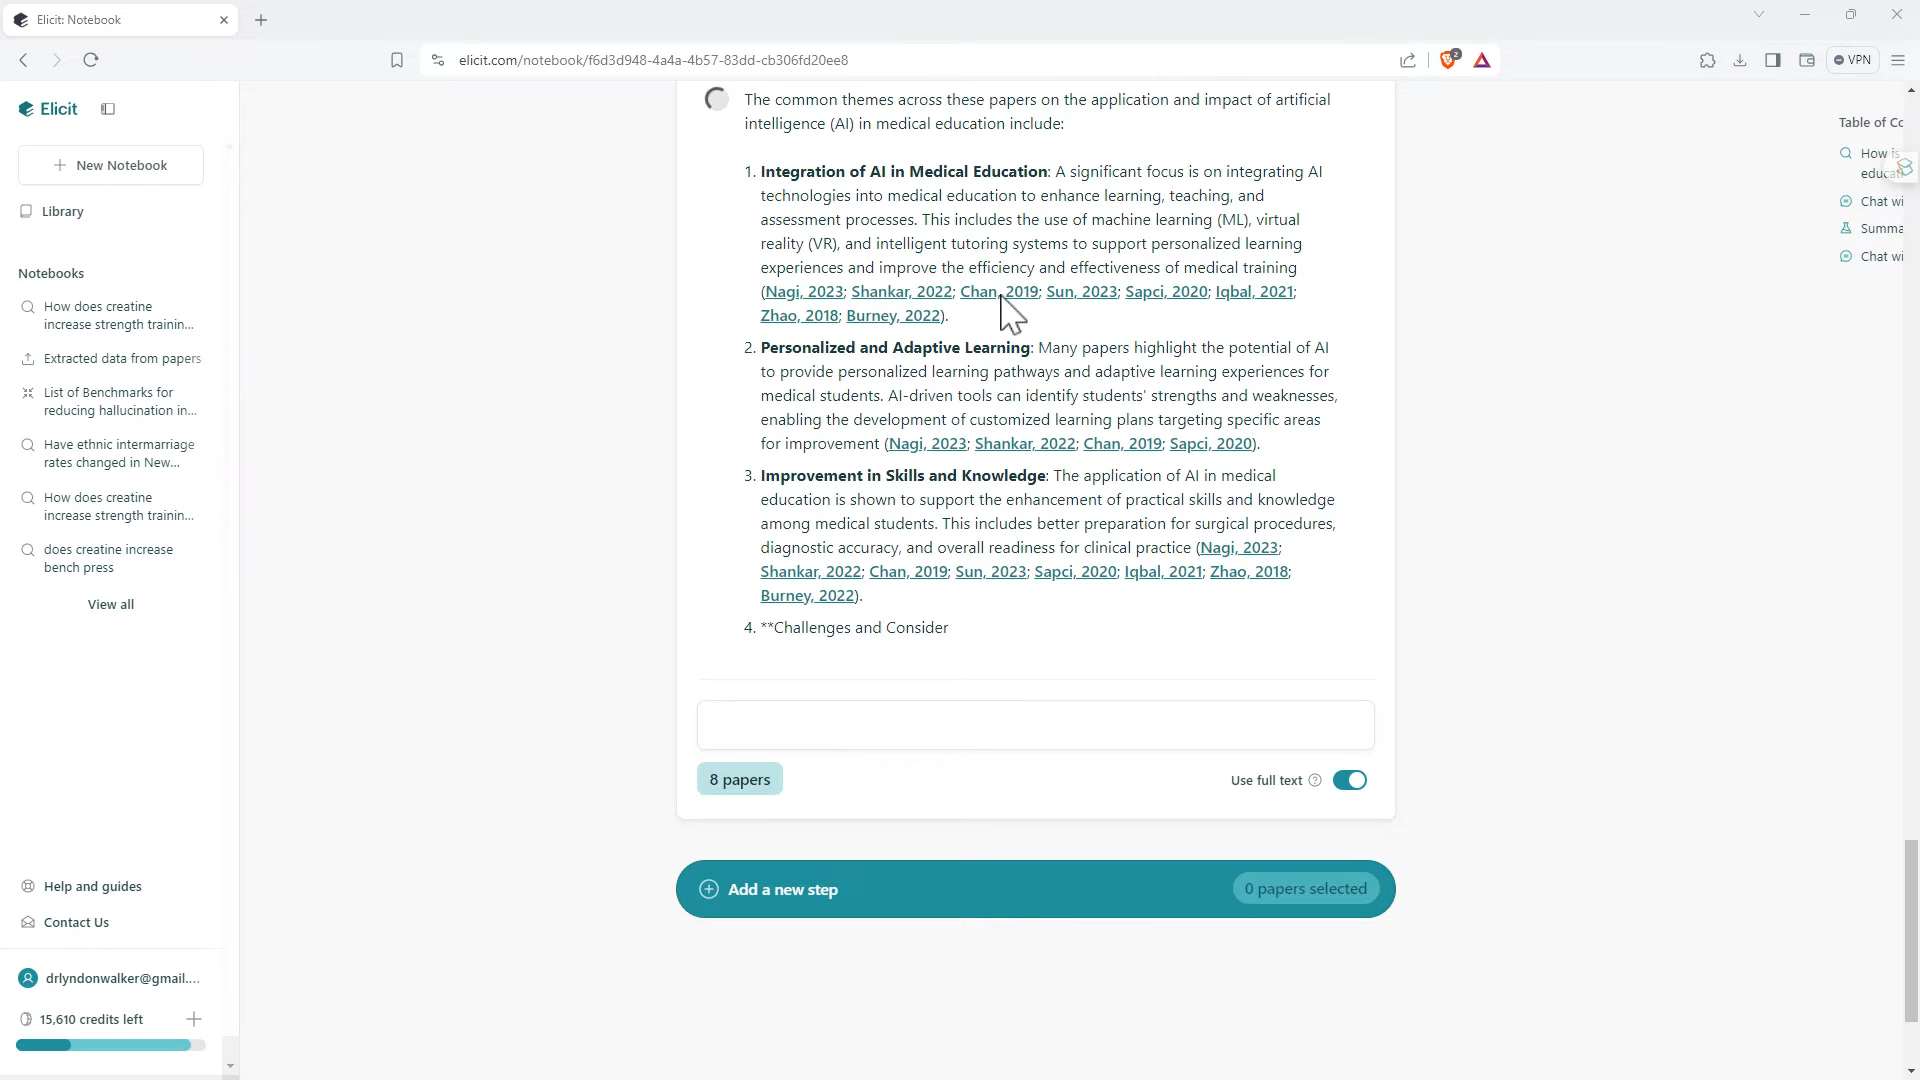 Elicit: Notebook
elicit.com/notebook/f6d3d948-4a4a-4b57-83dd-cb306fd20ee8
2
VPN
Elicit
New Notebook
Library
Notebooks
How does creatine
increase strength trainin...
Extracted data from papers
List of Benchmarks for
reducing hallucination in...
Have ethnic intermarriage
rates changed in New...
How does creatine
increase strength trainin...
does creatine increase
bench press
View all
Help and guides
Contact Us
drlyndonwalker@gmail....
15,610 credits left
The common themes across these papers on the application and impact of artificial
intelligence (AI) in medical education include:
1. Integration of AI in Medical Education: A significant focus is on integrating AI
technologies into medical education to enhance learning, teaching, and
assessment processes. This includes the use of machine learning (ML), virtual
reality (VR), and intelligent tutoring systems to support personalized learning
experiences and improve the efficiency and effectiveness of medical training
(Nagi, 2023; Shankar, 2022; Chan, 2019; Sun, 2023; Sapci, 2020; Iqbal, 2021;
Zhao, 2018; Burney, 2022).
2. Personalized and Adaptive Learning: Many papers highlight the potential of AI
to provide personalized learning pathways and adaptive learning experiences for
medical students. AI-driven tools can identify students' strengths and weaknesses,
enabling the development of customized learning plans targeting specific areas
for improvement (Nagi, 2023; Shankar, 2022; Chan, 2019; Sapci, 2020).
3. Improvement in Skills and Knowledge: The application of AI in medical
education is shown to support the enhancement of practical skills and knowledge
among medical students. This includes better preparation for surgical procedures,
diagnostic accuracy, and overall readiness for clinical practice (Nagi, 2023;
Shankar, 2022; Chan, 2019; Sun, 2023; Sapci, 2020; Iqbal, 2021; Zhao, 2018;
Burney, 2022).
4. **Challenges and Consider
8 papers
Use full text
Add a new step
0 papers selected
Table of Co
How is
educati
Chat wi
Summa
Chat wi